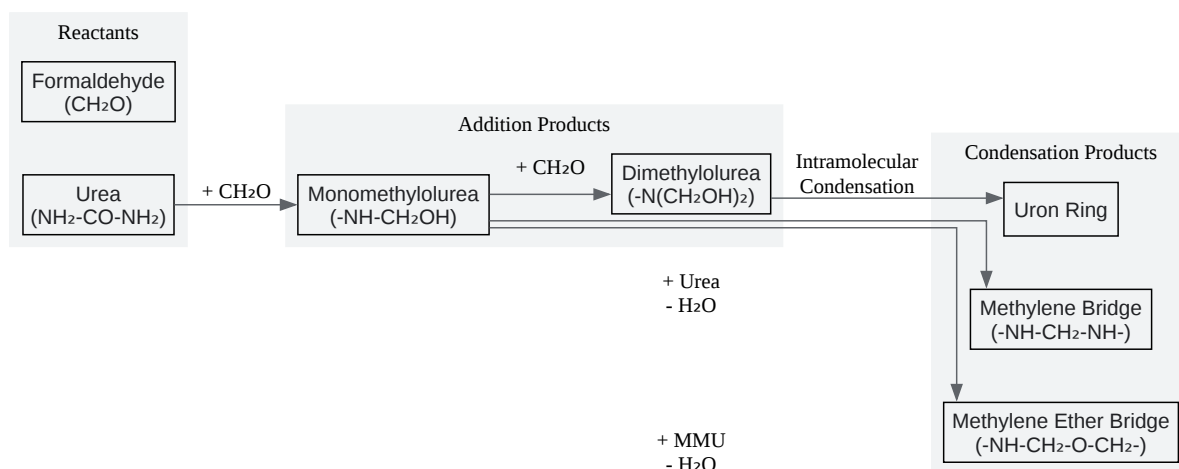 Reactants
Formaldehyde
(CH₂O)
Urea
(NH₂-CO-NH₂)
+ CH₂O
Addition Products
Monomethylolurea
(-NH-CH₂OH)
+ CH₂O
Dimethylolurea
(-N(CH₂OH)₂)
Intramolecular
Condensation
Condensation Products
Uron Ring
+ Urea
- H₂O
Methylene Bridge
(-NH-CH₂-NH-)
+ MMU
- H₂O
Methylene Ether Bridge
(-NH-CH₂-O-CH₂-)